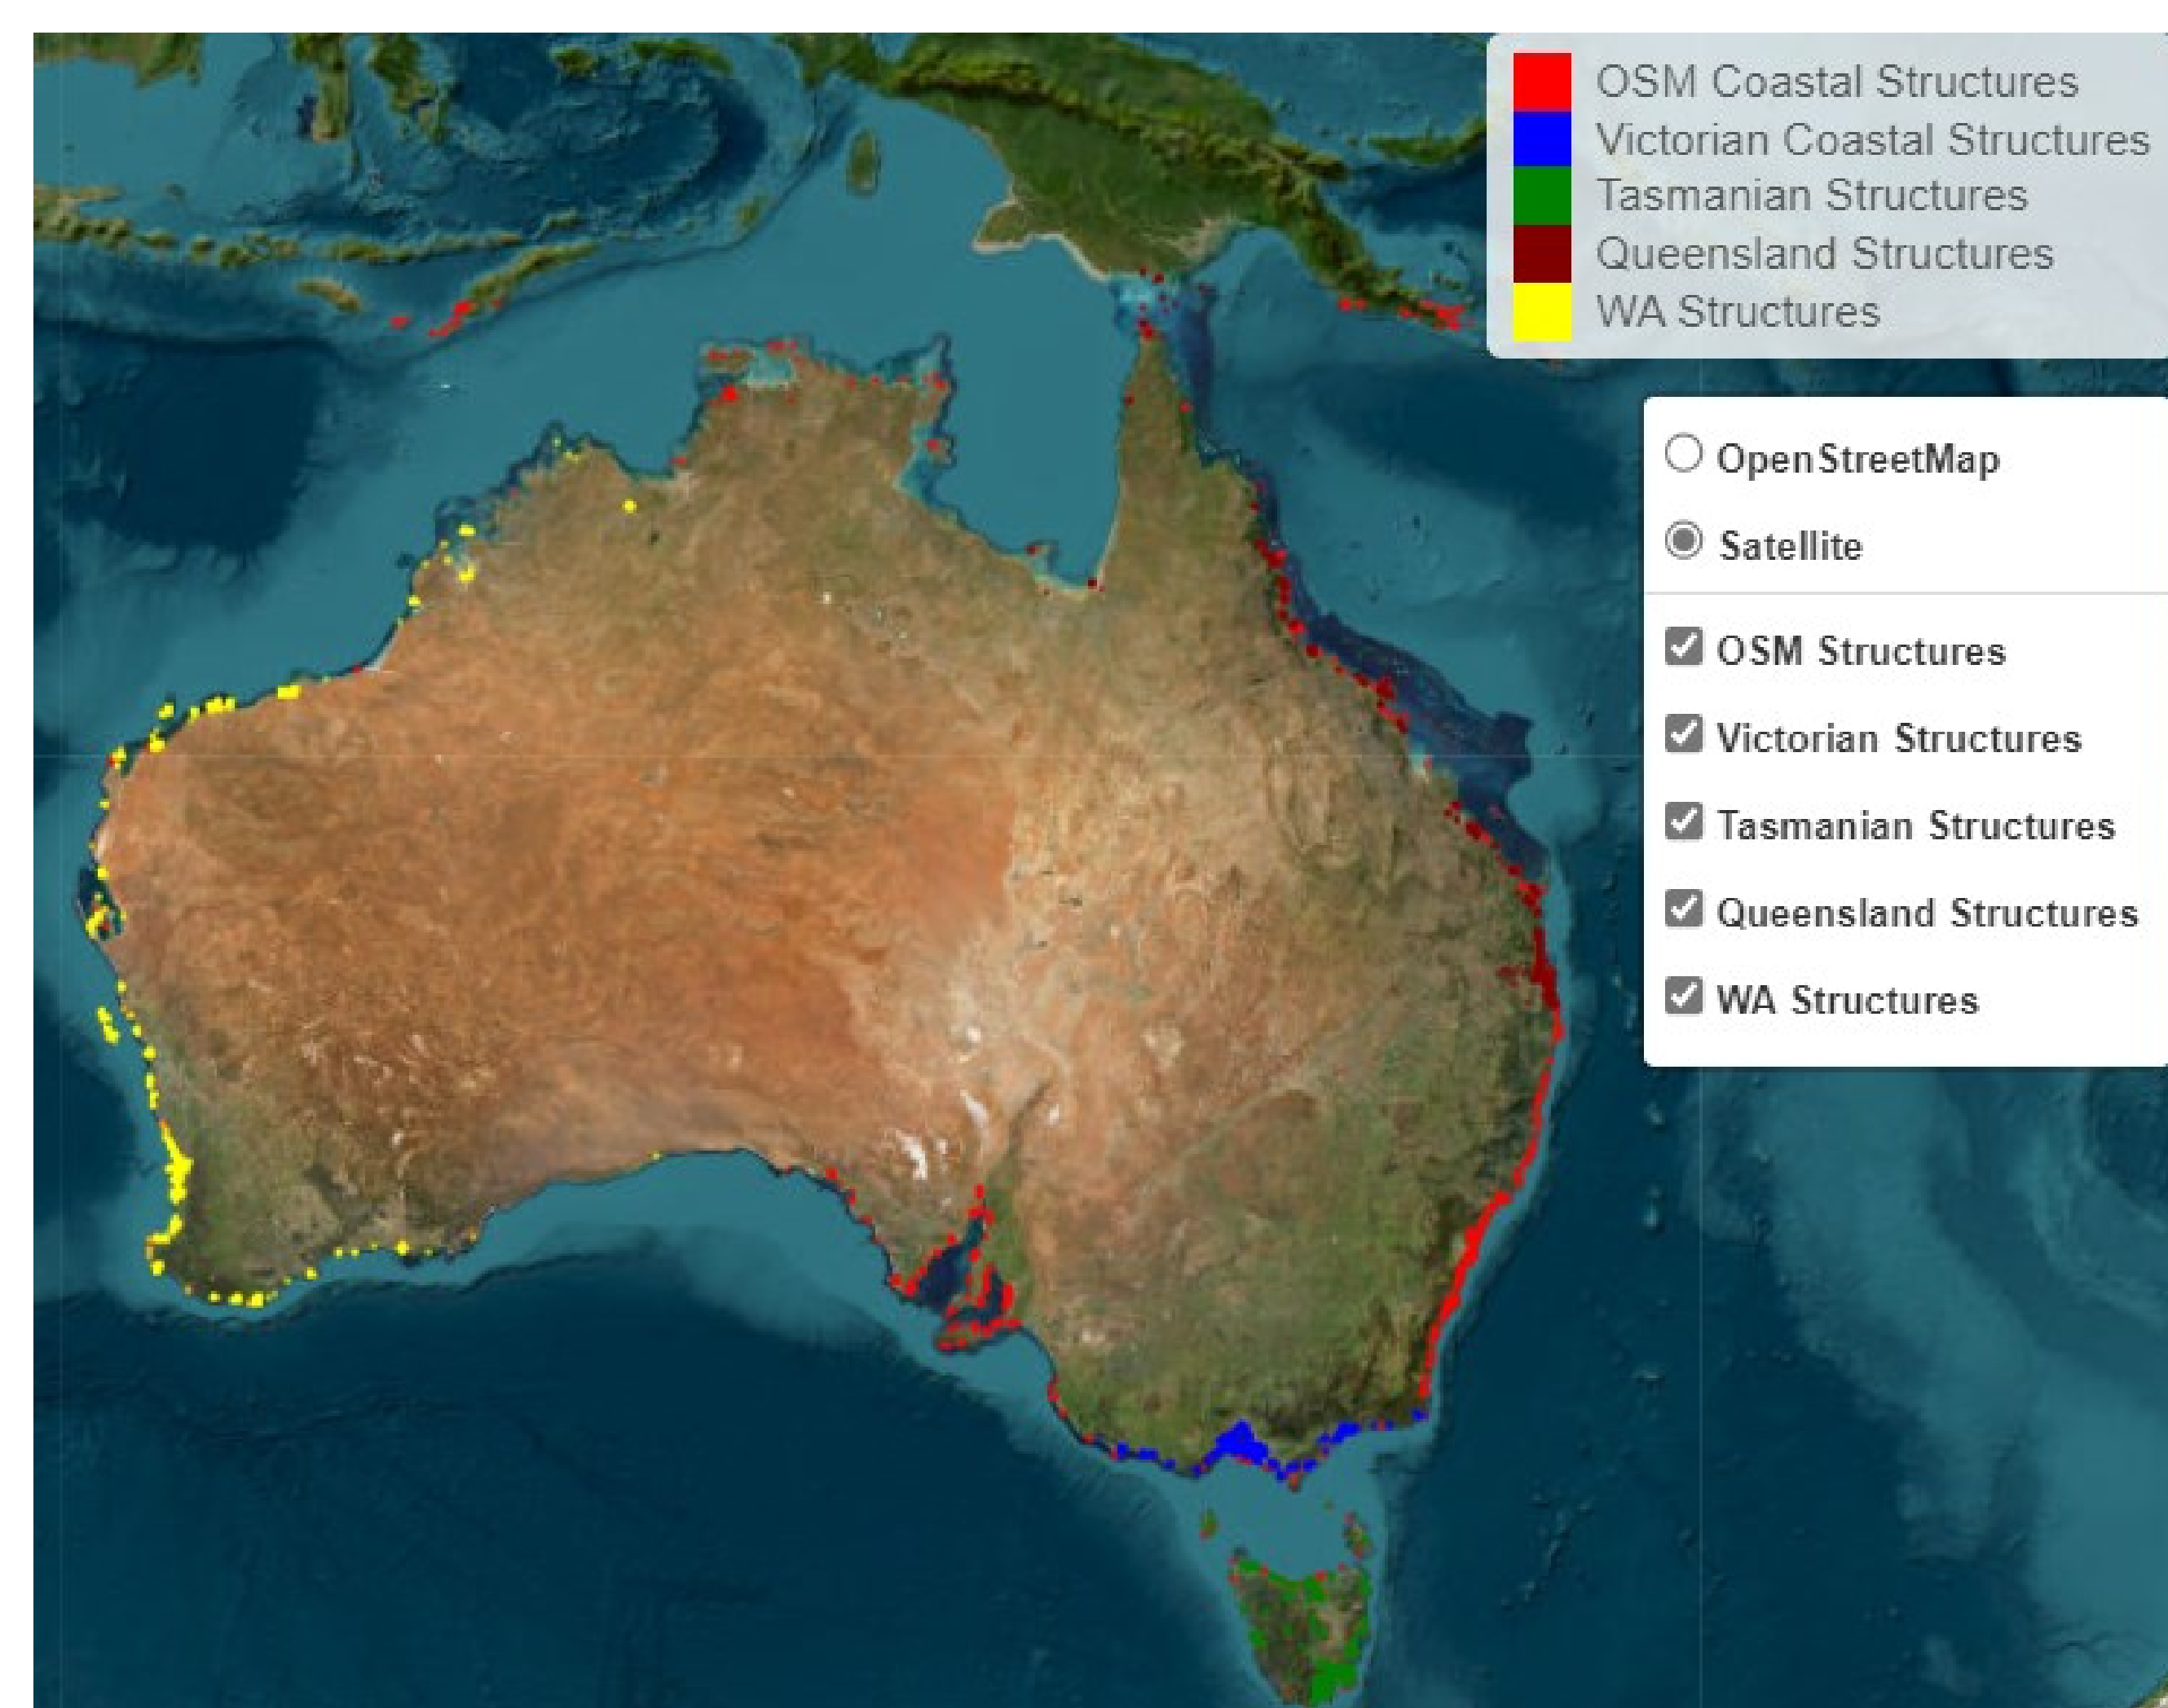 OSM Coastal Structures
Victorian Coastal Structures
Tasmanian Structures
Queensland Structures
WA Structures
OpenStreetMap
Satellite
OSM Structures
Victorian Structures
Tasmanian Structures
Queensland Structures
WA Structures